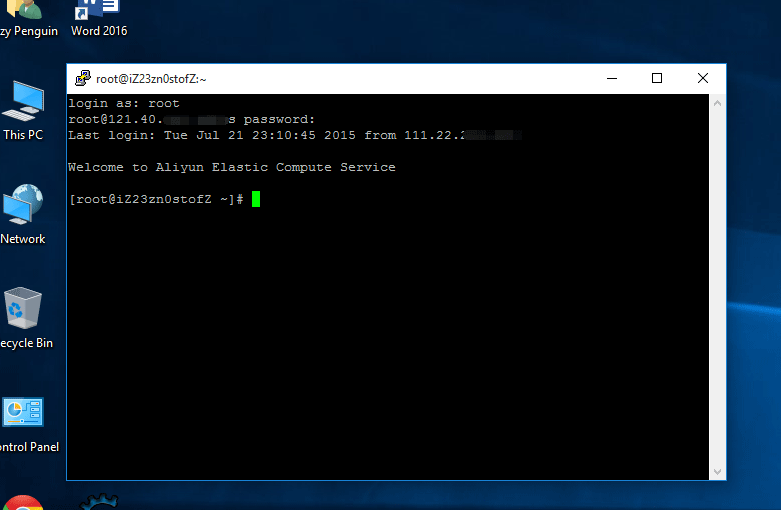 zy Penguin
Word 2016
root@iZ23zn0stofZ:~
login as: root
root@121.40. s password:
Last login: Tue Jul 21 23:10:45 2015 from 111.22.
Welcome to Aliyun Elastic Compute Service
[root@iZ23zn0stofZ ~]#
This PC
Network
ecycle Bin
ontrol Panel